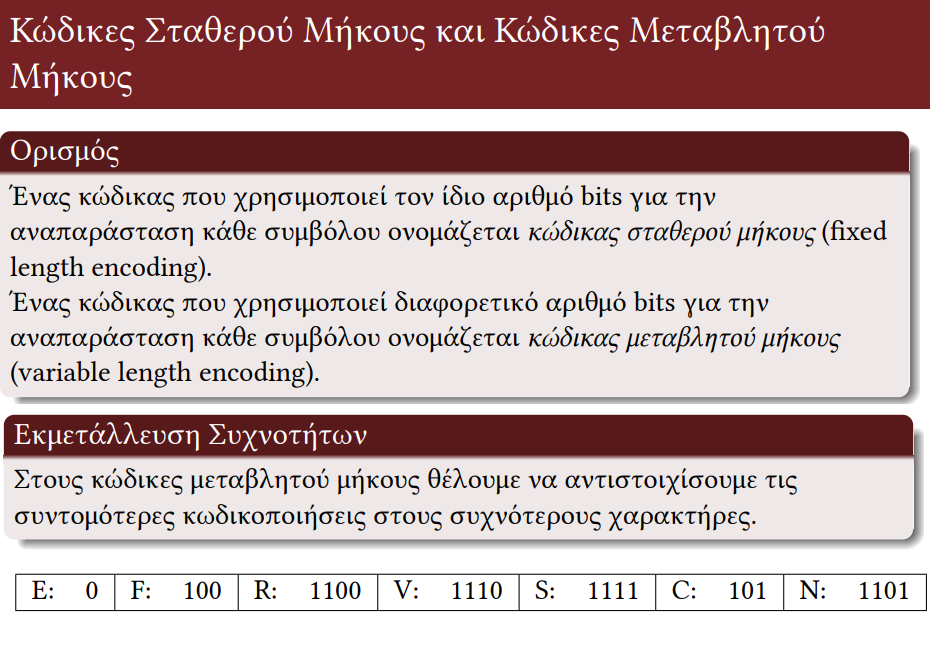 Κώδικες Σταθερού Μήκους και Κώδικες Μεταβλητού
Μήκους
Ορισμός
Ένας κώδικας που χρησιμοποιεί τον ίδιο αριθμό bits για την
αναπαράσταση κάθε συμβόλου ονομάζεται κώδικας σταθερού μήκους (fixed
length encoding).
Ένας κώδικας που χρησιμοποιεί διαφορετικό αριθμό bits για την
αναπαράσταση κάθε συμβόλου ονομάζεται κώδικας μεταβλητού μήκους
(variable length encoding).
Εκμετάλλευση Συχνοτήτων
Στους κώδικες μεταβλητού μήκους θέλουμε να αντιστοιχίσουμε τις
συντομότερες κωδικοποιήσεις στους συχνότερους χαρακτήρες.
E: 0 F: 100 R: 1100 V: 1110 S: 1111 C: 101 N: 1101